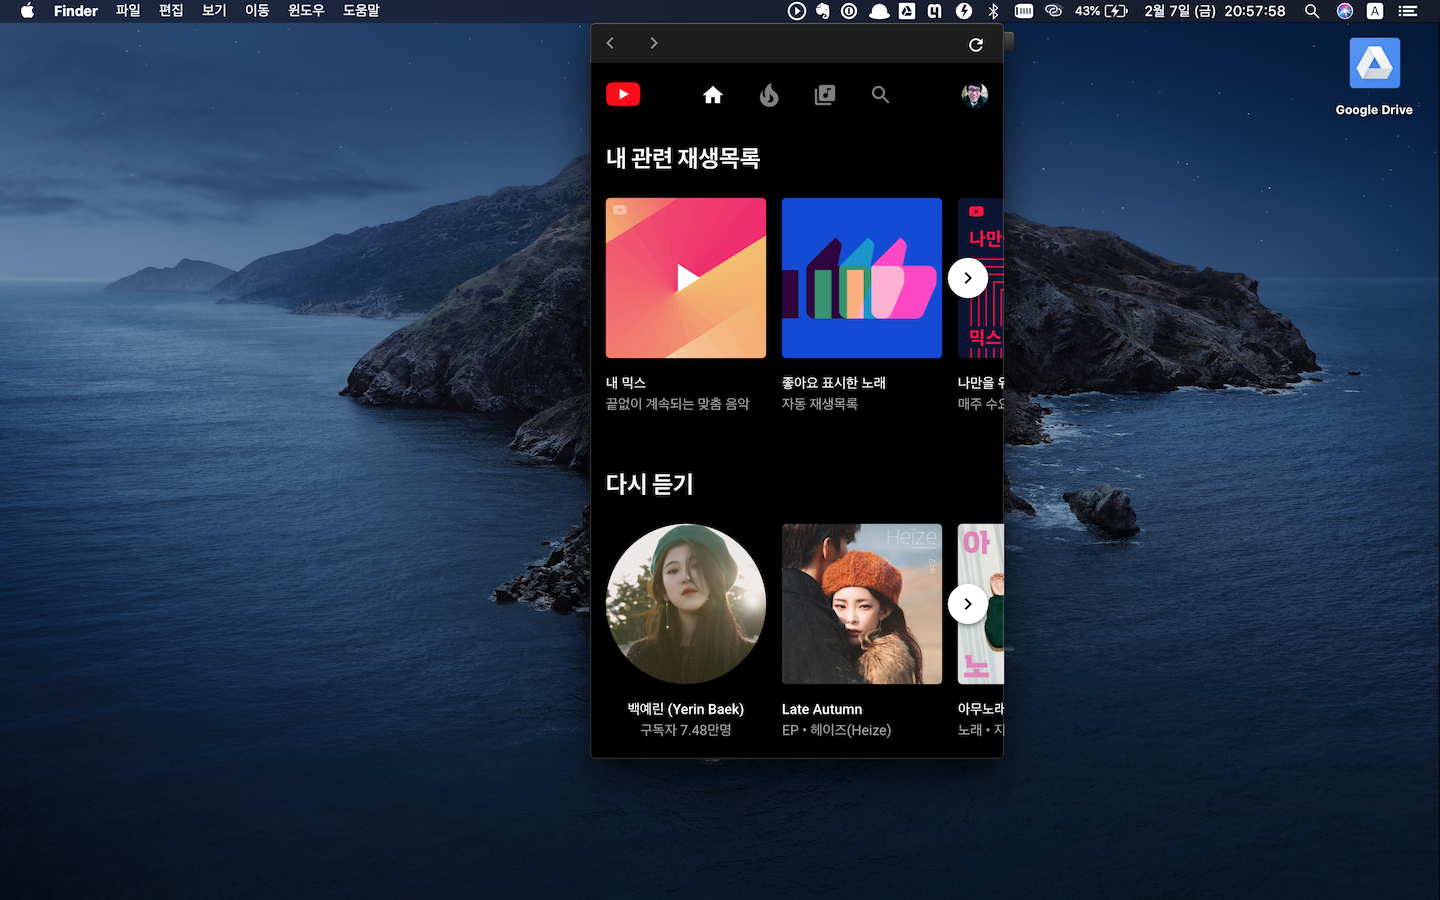 Finder 파일 편집 보기 이동 윈도우 도움말 43% 2월 7일 (금) 20:57:58 A
Google Drive
내 관련 재생목록
나만
믹스
내 믹스 좋아요 표시한 노래 나만을 위
끝없이 계속되는 맞춤 음악 자동 재생목록 매주 수요
다시 듣기
Heize
만추
아
노
백예린 (Yerin Baek) Late Autumn 아무노래
구독자 7.48만명 EP • 헤이즈(Heize) 노래 • 지